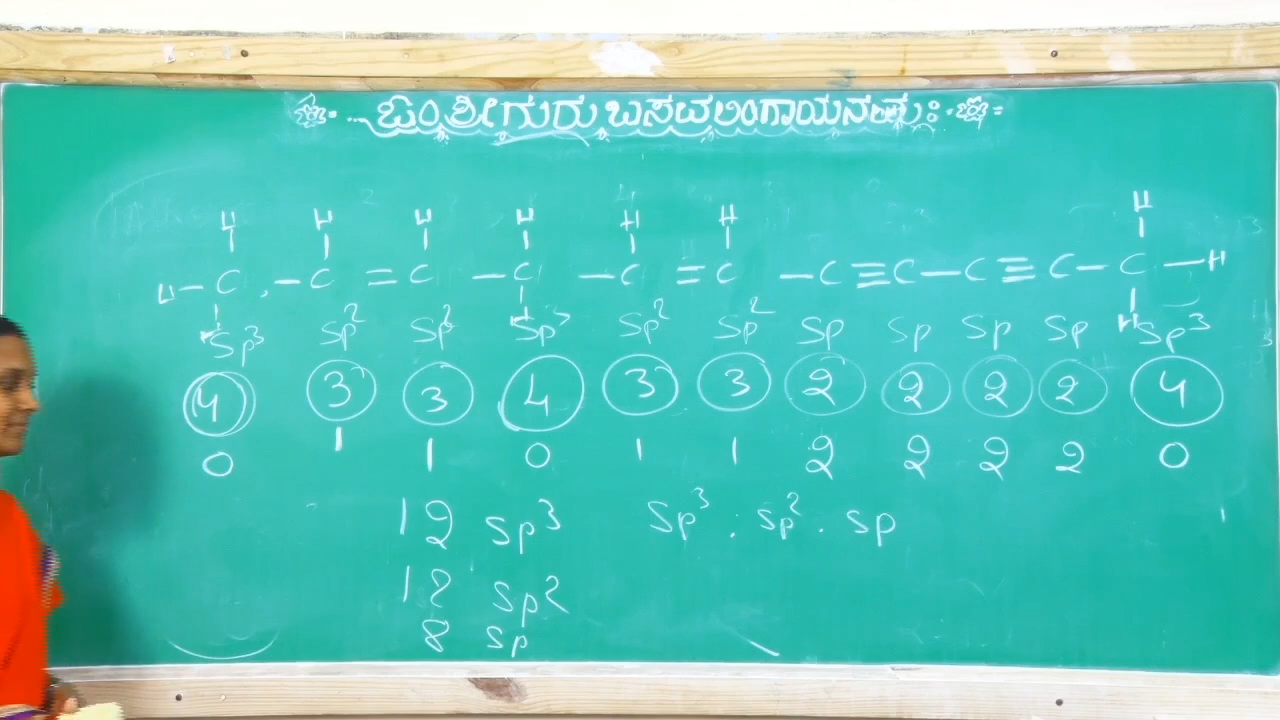 ಓಂ ಶ್ರೀ ಗುರು ಬಸವಲಿಂಗಾಯ ನಮಃ
H H H H H H H
H – C – C = C – C – C = C – C ≡ C – C ≡ C – C – H
H H H
Sp³ Sp² Sp² Sp³ Sp² Sp² Sp Sp Sp Sp Sp³
4 3 3 4 3 3 2 2 2 2 4
0 1 1 0 1 1 2 2 2 2 0
12 Sp³ Sp³ : Sp² . Sp
12 Sp²
8 Sp